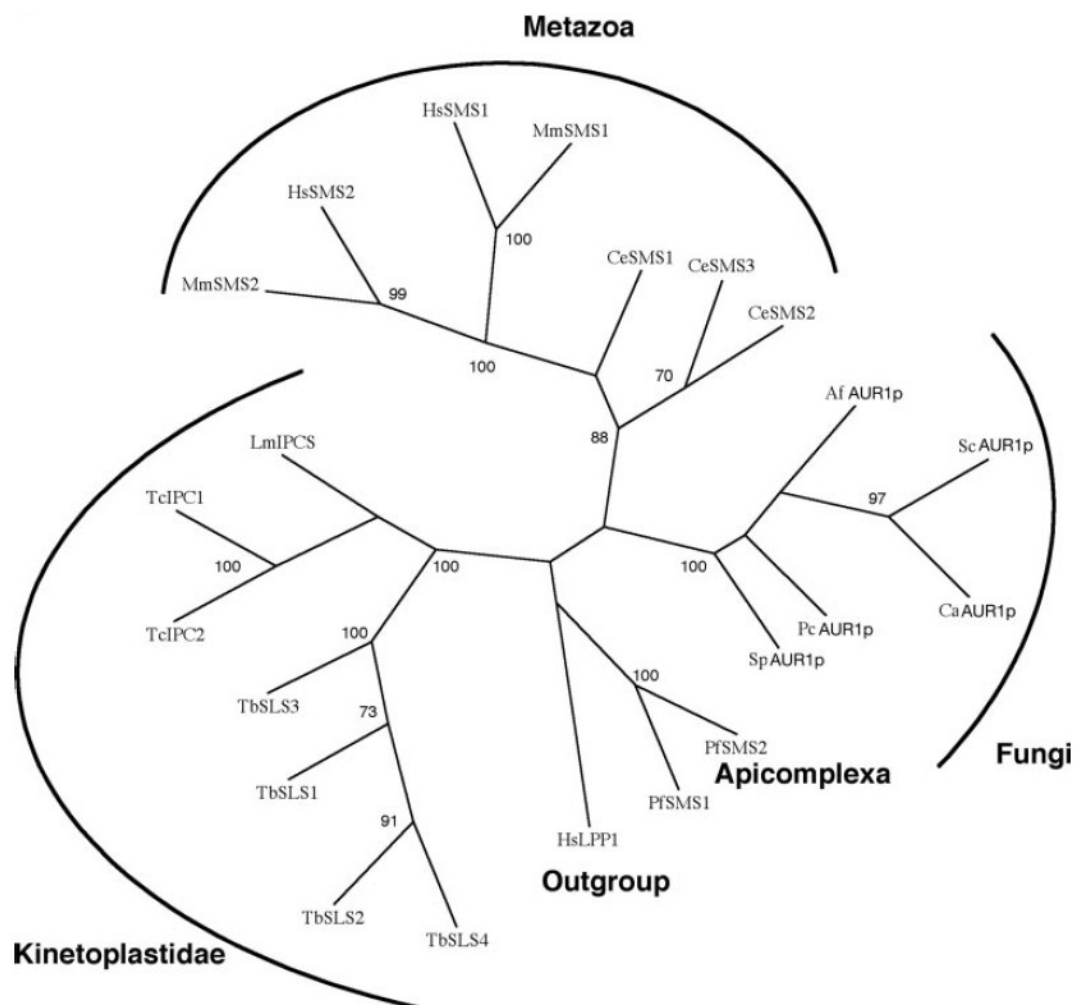 Metazoa
HsSMS1
MmSMS1
HsSMS2
100
CeSMS1
CeSMS3
MmSMS2
99
CeSMS2
100
70
Af AUR1p
88
LmIPCS
Sc AUR1p
TcIPC1
97
100
100
100
TcIPC2
Ca AUR1p
Pc AUR1p
100
Sp AUR1p
100
TbSLS3
73
PfSMS2
Fungi
Apicomplexa
TbSLS1
PfSMS1
91
HsLPP1
Outgroup
TbSLS2
TbSLS4
Kinetoplastidae